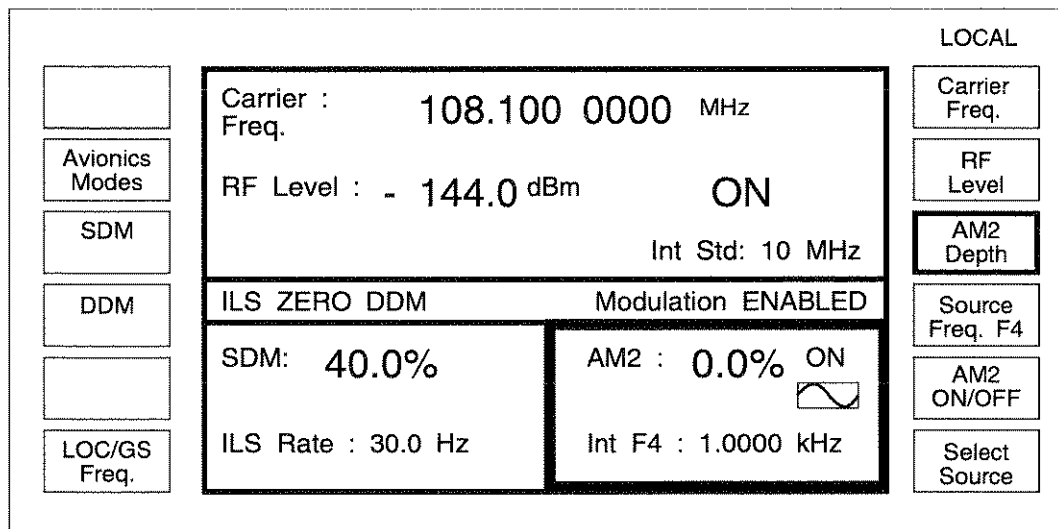 LOCAL
Avionics
Modes
SDM
DDM
LOC/GS
Freq.
Carrier :
Freq.
108.100 0000 MHz
RF Level : - 144.0 dBm ON
Int Std: 10 MHz
ILS ZERO DDM Modulation ENABLED
SDM: 40.0%
ILS Rate : 30.0 Hz
AM2 : 0.0% ON
Int F4 : 1.0000 kHz
Carrier
Freq.
RF
Level
AM2
Depth
Source
Freq. F4
AM2
ON/OFF
Select
Source